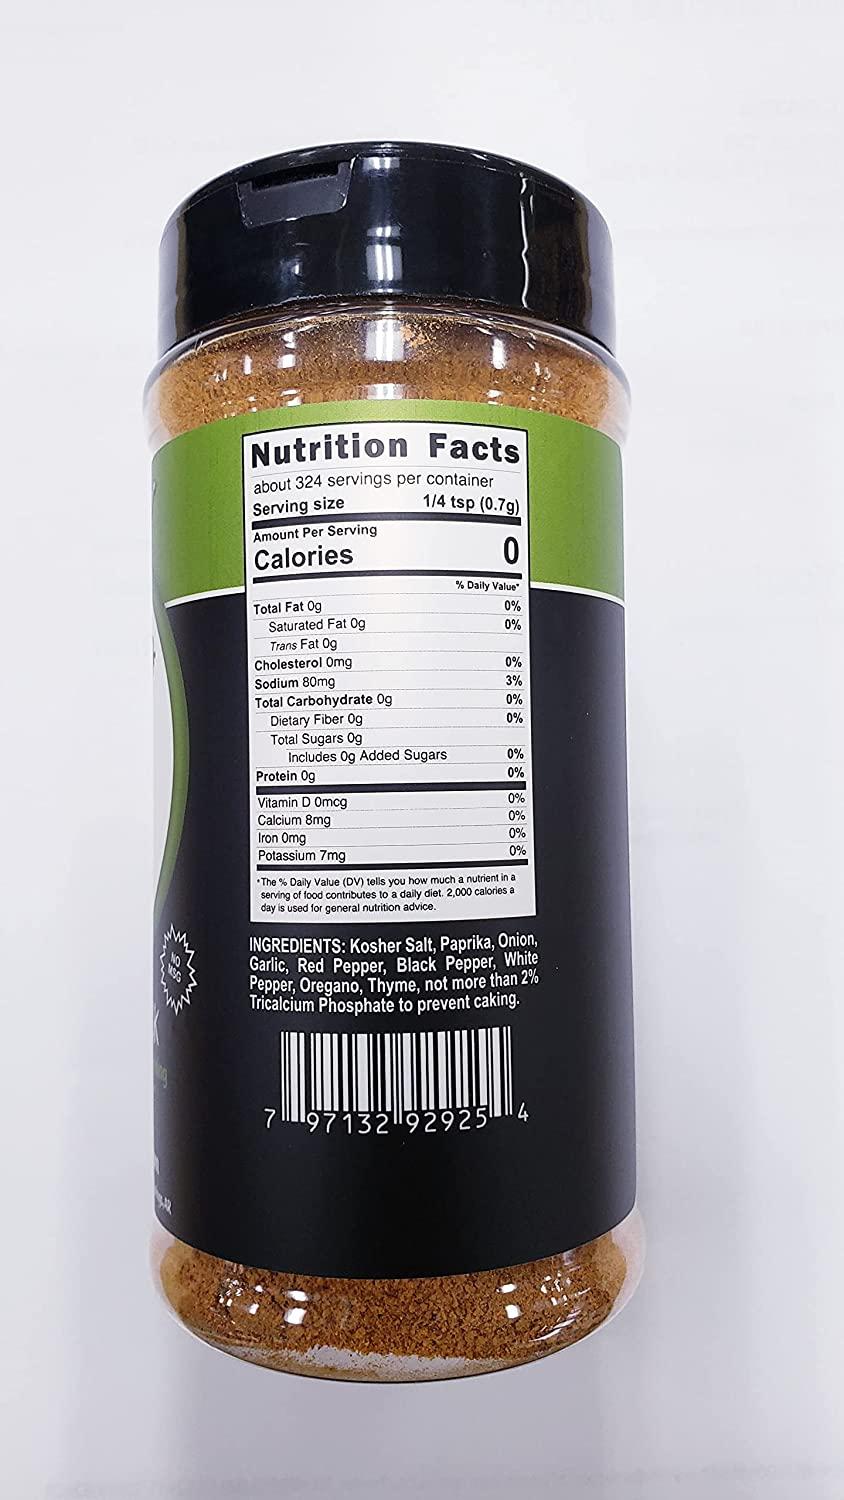 Nutrition Facts
about 324 servings per container
Serving size 1/4 tsp (0.7g)
Amount Per Serving
Calories 0
% Daily Value*
Total Fat 0g 0%
Saturated Fat 0g 0%
Trans Fat 0g
Cholesterol 0mg 0%
Sodium 80mg 3%
Total Carbohydrate 0g 0%
Dietary Fiber 0g 0%
Total Sugars 0g
Includes 0g Added Sugars 0%
Protein 0g 0%
Vitamin D 0mcg 0%
Calcium 8mg 0%
Iron 0mg 0%
Potassium 7mg 0%
*The % Daily Value (DV) tells you how much a nutrient in a
serving of food contributes to a daily diet. 2,000 calories a
day is used for general nutrition advice.
NO
MSG
INGREDIENTS: Kosher Salt, Paprika, Onion,
Garlic, Red Pepper, Black Pepper, White
Pepper, Oregano, Thyme, not more than 2%
Tricalcium Phosphate to prevent caking.
7 97132 92925 4